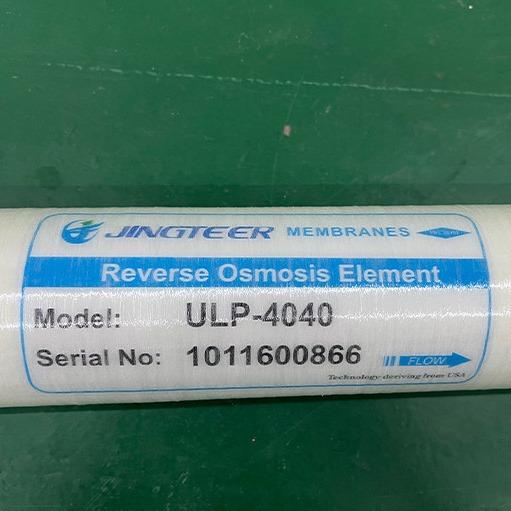 JINGTEER MEMBRANES
Reverse Osmosis Element
Model: ULP-4040
Serial No: 1011600866
FLOW
Technology deriving from USA